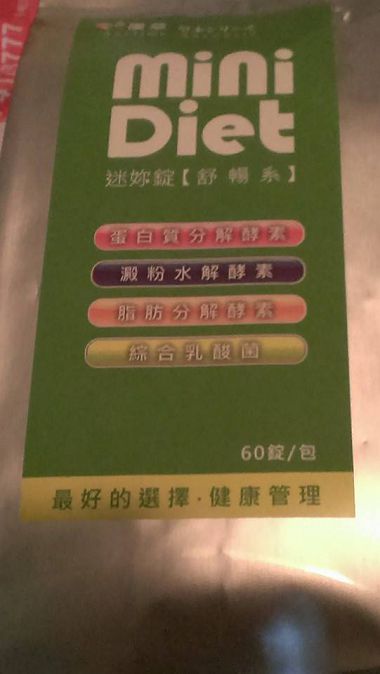 mini
Diet
迷妳錠【舒暢系】
蛋白質分解酵素
澱粉水解酵素
脂肪分解酵素
綜合乳酸菌
60錠/包
最好的選擇·健康管理
777